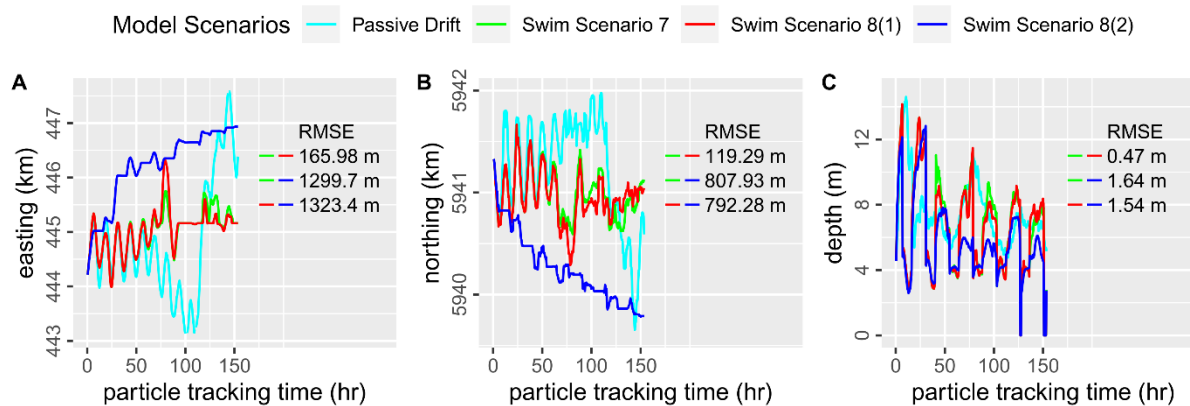 Model Scenarios Passive Drift Swim Scenario 7 Swim Scenario 8(1) Swim Scenario 8(2)
A
easting (km)
447
446
445
444
443
RMSE
165.98 m
1299.7 m
1323.4 m
0 50 100 150
particle tracking time (hr)
B
northing (km)
5942
5941
5940
RMSE
119.29 m
807.93 m
792.28 m
0 50 100 150
particle tracking time (hr)
C
depth (m)
12
8
4
0
RMSE
0.47 m
1.64 m
1.54 m
0 50 100 150
particle tracking time (hr)